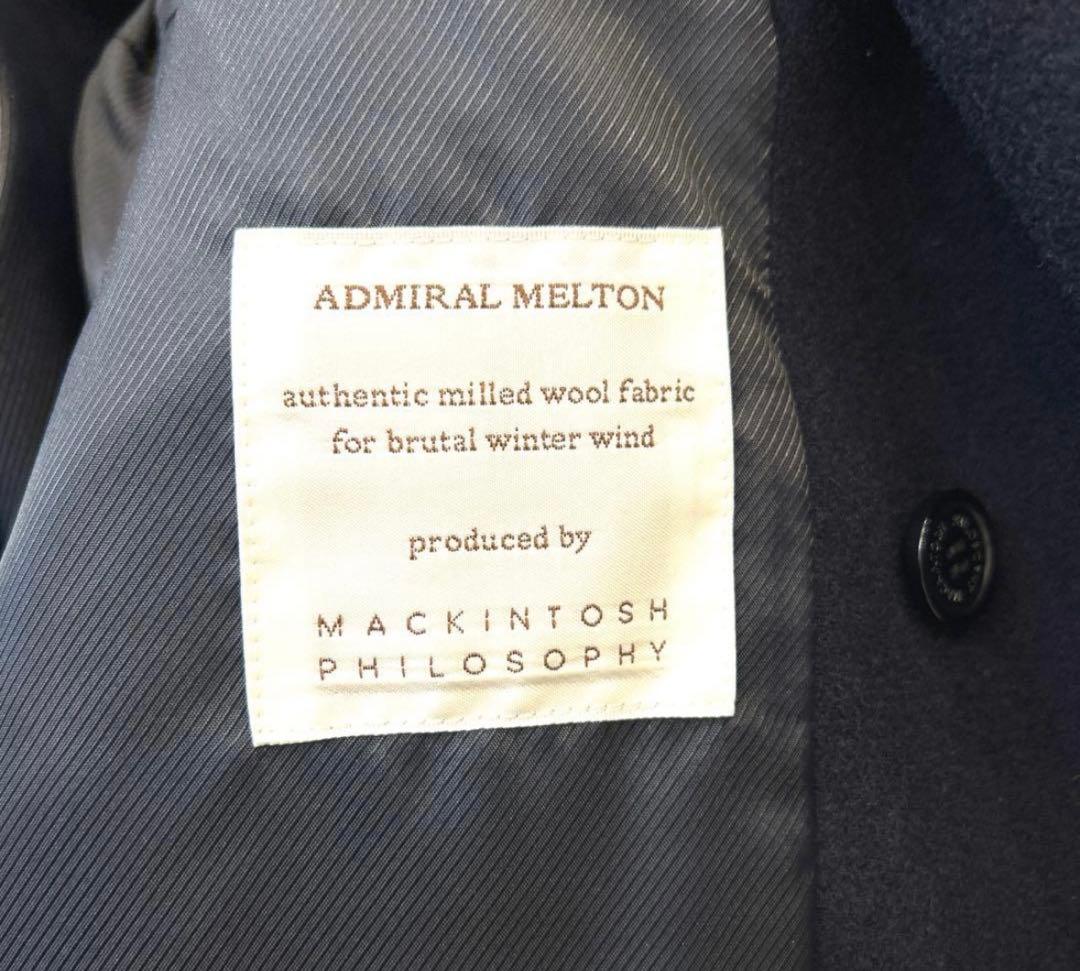 ADMIRAL MELTON
authentic milled wool fabric
for brutal winter wind
produced by
MACKINTOSH
PHILOSOPHY